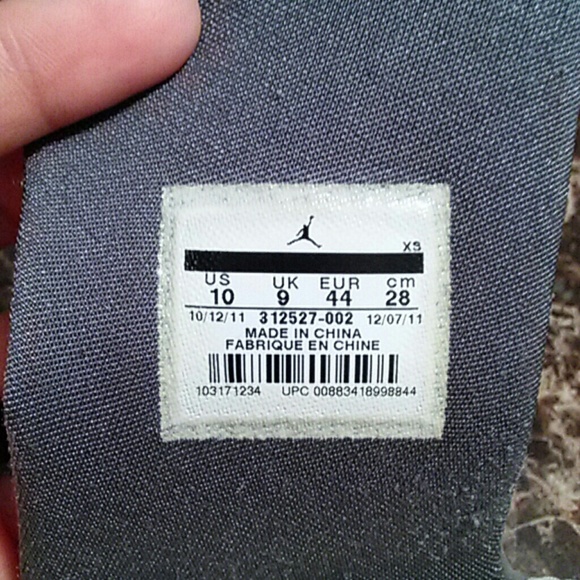 XS
US UK EUR cm
10 9 44 28
10/12/11 312527-002 12/07/11
MADE IN CHINA
FABRIQUE EN CHINE
103171234 UPC 00883418998844